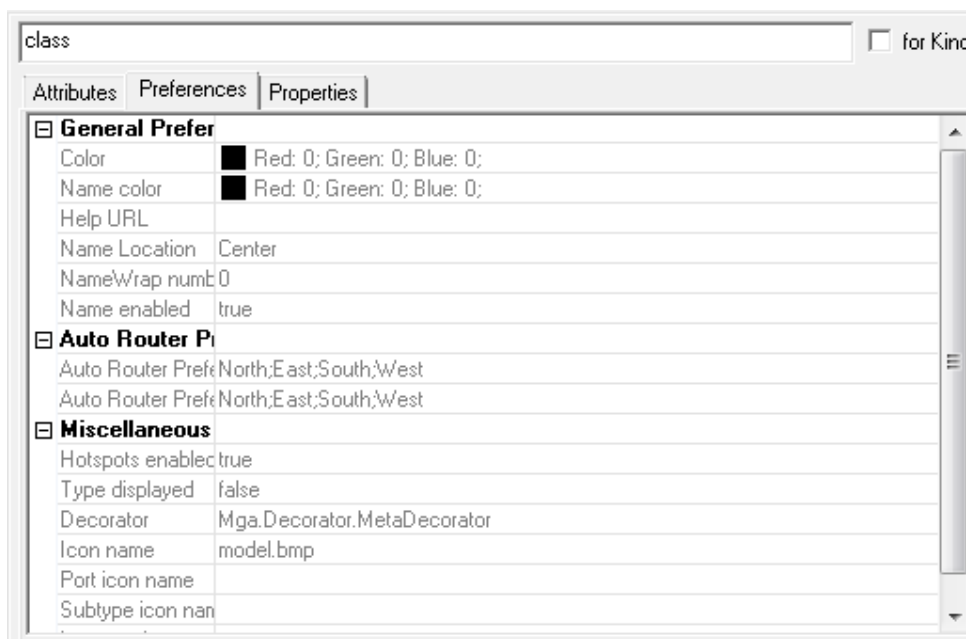 class
for Kind
Attributes Preferences Properties
General Prefer
Color Red: 0; Green: 0; Blue: 0;
Name color Red: 0; Green: 0; Blue: 0;
Help URL
Name Location Center
NameWrap numb 0
Name enabled true
Auto Router Pr
Auto Router Prefe North;East;South;West
Auto Router Prefe North;East;South;West
Miscellaneous
Hotspots enabled true
Type displayed false
Decorator Mga.Decorator.MetaDecorator
Icon name model.bmp
Port icon name
Subtype icon nan